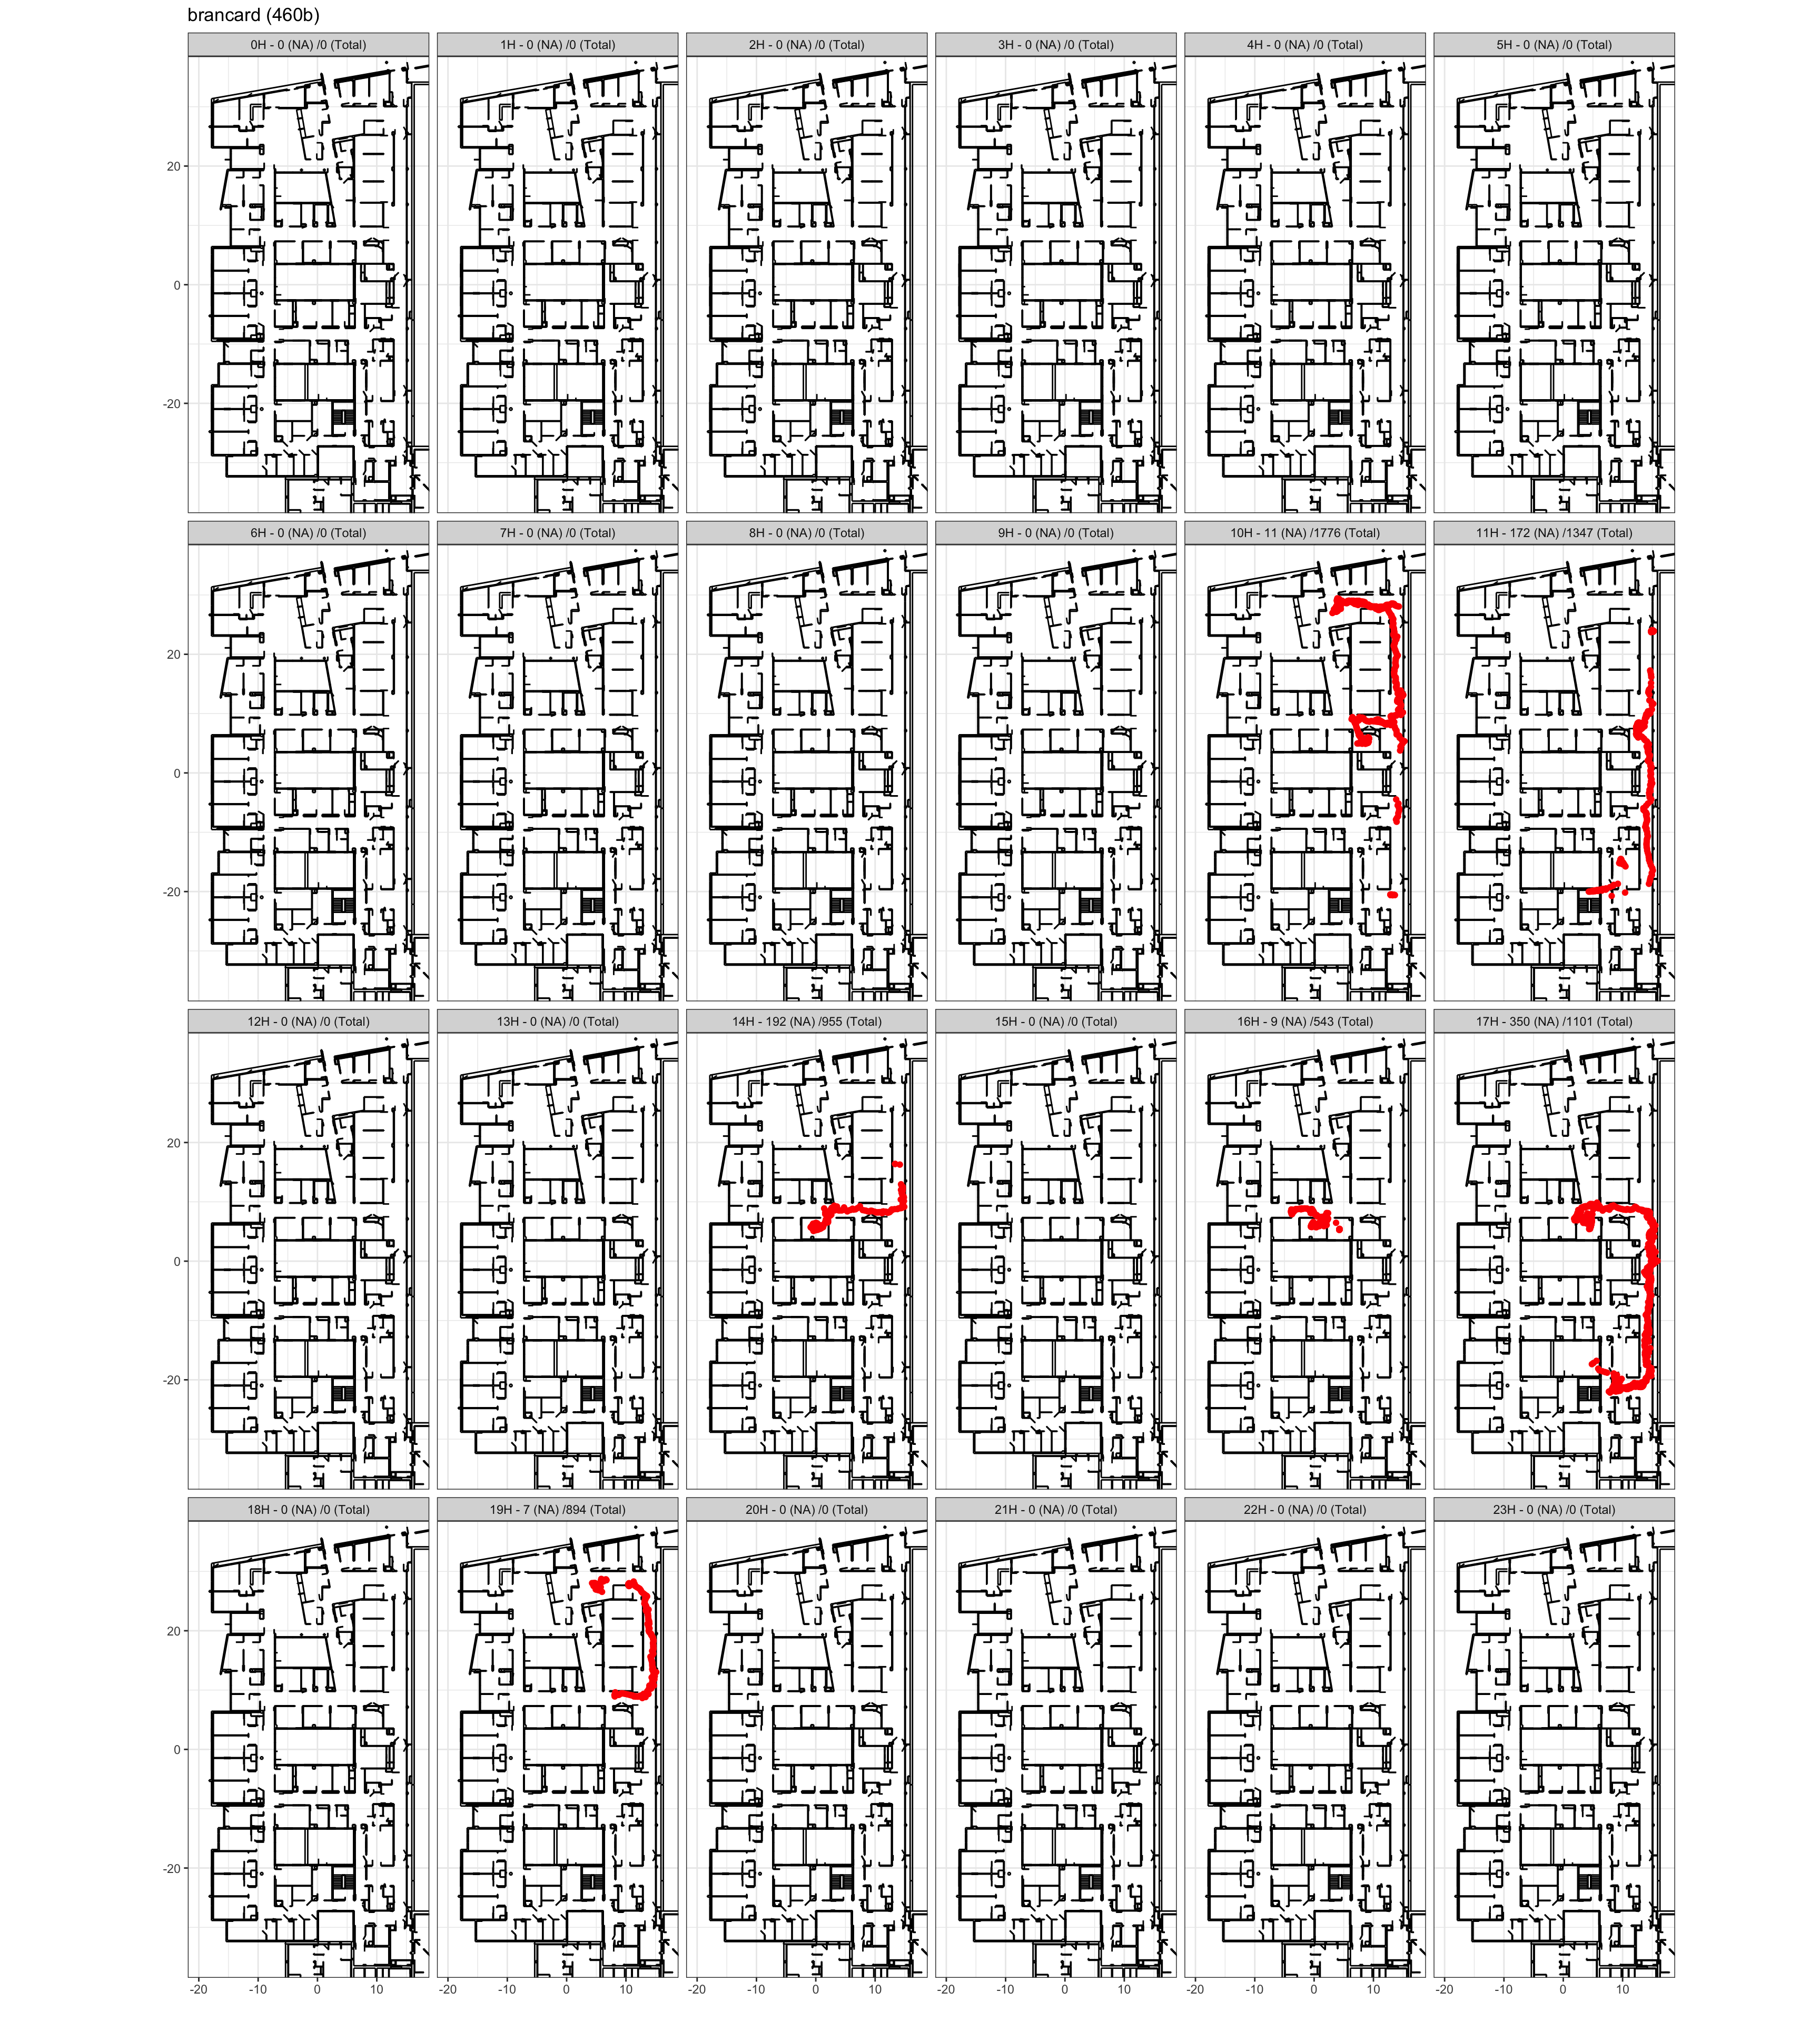 brancard (460b)
0H - 0 (NA) /0 (Total)
1H - 0 (NA) /0 (Total)
2H - 0 (NA) /0 (Total)
3H - 0 (NA) /0 (Total)
4H - 0 (NA) /0 (Total)
5H - 0 (NA) /0 (Total)
20
0
-20
6H - 0 (NA) /0 (Total)
7H - 0 (NA) /0 (Total)
8H - 0 (NA) /0 (Total)
9H - 0 (NA) /0 (Total)
10H - 11 (NA) /1776 (Total)
11H - 172 (NA) /1347 (Total)
20
0
-20
12H - 0 (NA) /0 (Total)
13H - 0 (NA) /0 (Total)
14H - 192 (NA) /955 (Total)
15H - 0 (NA) /0 (Total)
16H - 9 (NA) /543 (Total)
17H - 350 (NA) /1101 (Total)
20
0
-20
18H - 0 (NA) /0 (Total)
19H - 7 (NA) /894 (Total)
20H - 0 (NA) /0 (Total)
21H - 0 (NA) /0 (Total)
22H - 0 (NA) /0 (Total)
23H - 0 (NA) /0 (Total)
20
0
-20
-20 -10 0 10
-20 -10 0 10
-20 -10 0 10
-20 -10 0 10
-20 -10 0 10
-20 -10 0 10